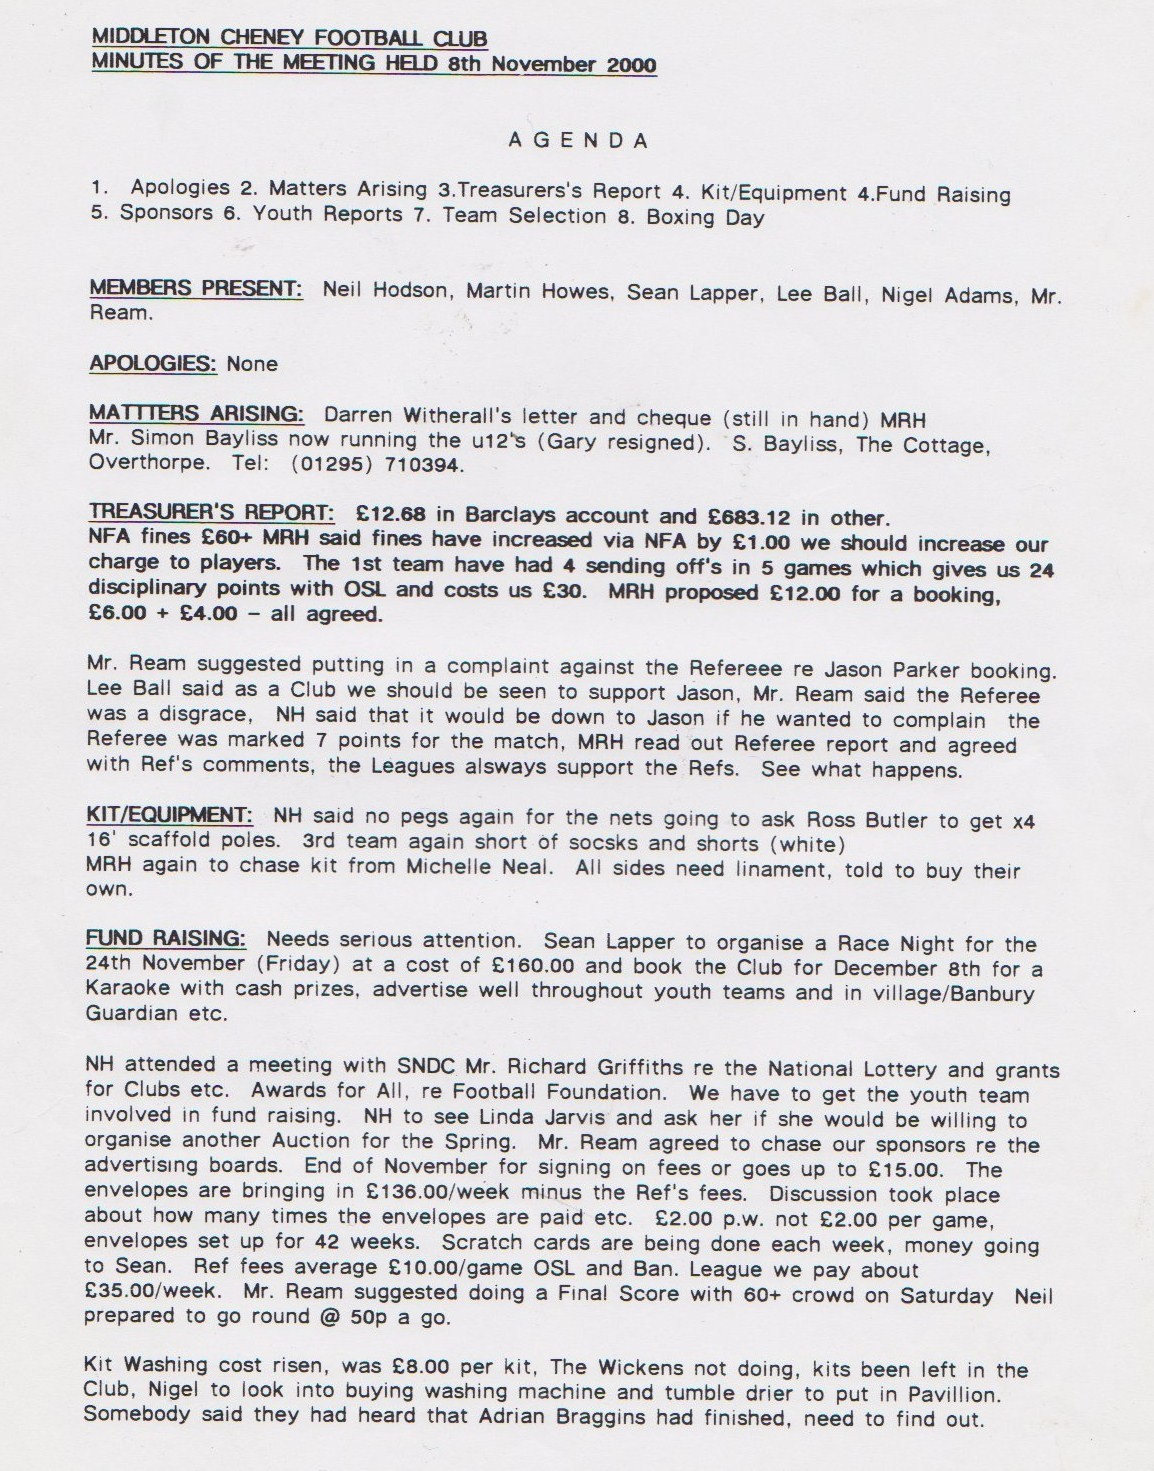 MIDDLETON CHENEY FOOTBALL CLUB
MINUTES OF THE MEETING HELD 8th November 2000
A G E N D A
1. Apologies 2. Matters Arising 3.Treasurers's Report 4. Kit/Equipment 4.Fund Raising
5. Sponsors 6. Youth Reports 7. Team Selection 8. Boxing Day
MEMBERS PRESENT: Neil Hodson, Martin Howes, Sean Lapper, Lee Ball, Nigel Adams, Mr.
Ream.
APOLOGIES: None
MATTTERS ARISING: Darren Witherall's letter and cheque (still in hand) MRH
Mr. Simon Bayliss now running the u12's (Gary resigned). S. Bayliss, The Cottage,
Overthorpe. Tel: (01295) 710394.
TREASURER'S REPORT: £12.68 in Barclays account and £683.12 in other.
NFA fines £60+ MRH said fines have increased via NFA by £1.00 we should increase our
charge to players. The 1st team have had 4 sending off's in 5 games which gives us 24
disciplinary points with OSL and costs us £30. MRH proposed £12.00 for a booking,
£6.00 + £4.00 - all agreed.
Mr. Ream suggested putting in a complaint against the Refereee re Jason Parker booking.
Lee Ball said as a Club we should be seen to support Jason, Mr. Ream said the Referee
was a disgrace, NH said that it would be down to Jason if he wanted to complain the
Referee was marked 7 points for the match, MRH read out Referee report and agreed
with Ref's comments, the Leagues alsways support the Refs. See what happens.
KIT/EQUIPMENT: NH said no pegs again for the nets going to ask Ross Butler to get x4
16' scaffold poles. 3rd team again short of socsks and shorts (white)
MRH again to chase kit from Michelle Neal. All sides need linament, told to buy their
own.
FUND RAISING: Needs serious attention. Sean Lapper to organise a Race Night for the
24th November (Friday) at a cost of £160.00 and book the Club for December 8th for a
Karaoke with cash prizes, advertise well throughout youth teams and in village/Banbury
Guardian etc.
NH attended a meeting with SNDC Mr. Richard Griffiths re the National Lottery and grants
for Clubs etc. Awards for All, re Football Foundation. We have to get the youth team
involved in fund raising. NH to see Linda Jarvis and ask her if she would be willing to
organise another Auction for the Spring. Mr. Ream agreed to chase our sponsors re the
advertising boards. End of November for signing on fees or goes up to £15.00. The
envelopes are bringing in £136.00/week minus the Ref's fees. Discussion took place
about how many times the envelopes are paid etc. £2.00 p.w. not £2.00 per game,
envelopes set up for 42 weeks. Scratch cards are being done each week, money going
to Sean. Ref fees average £10.00/game OSL and Ban. League we pay about
£35.00/week. Mr. Ream suggested doing a Final Score with 60+ crowd on Saturday Neil
prepared to go round @ 50p a go.
Kit Washing cost risen, was £8.00 per kit, The Wickens not doing, kits been left in the
Club, Nigel to look into buying washing machine and tumble drier to put in Pavillion.
Somebody said they had heard that Adrian Braggins had finished, need to find out.